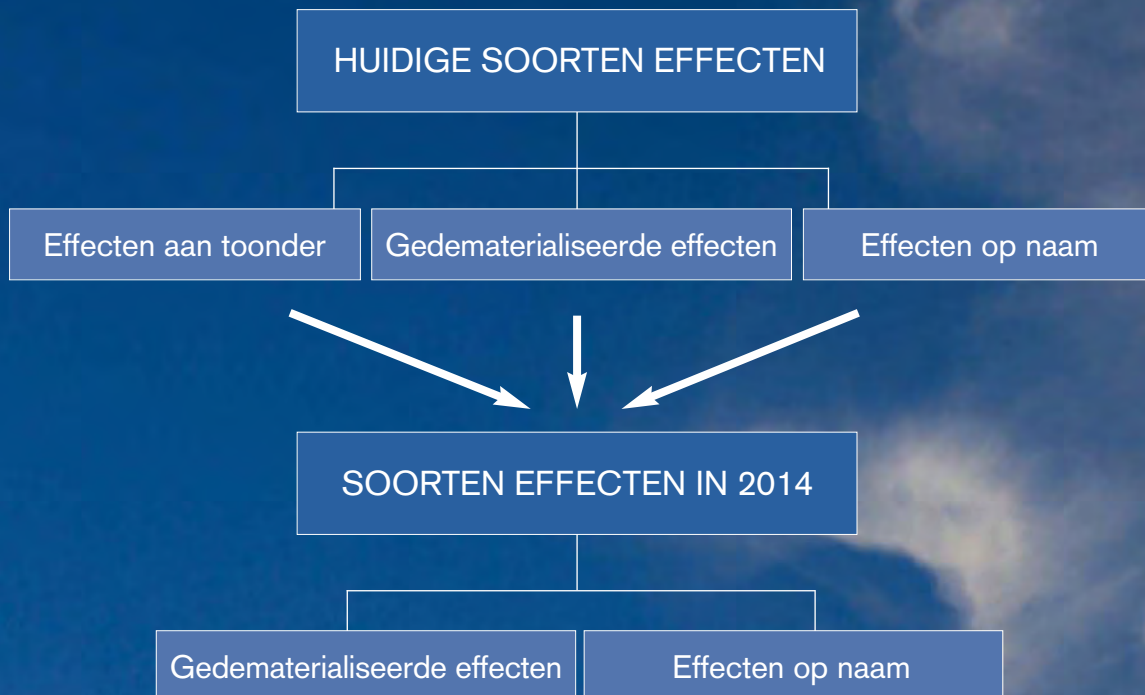 HUIDIGE SOORTEN EFFECTEN
Effecten aan toonder
Gedematerialiseerde effecten
Effecten op naam
SOORTEN EFFECTEN IN 2014
Gedematerialiseerde effecten
Effecten op naam